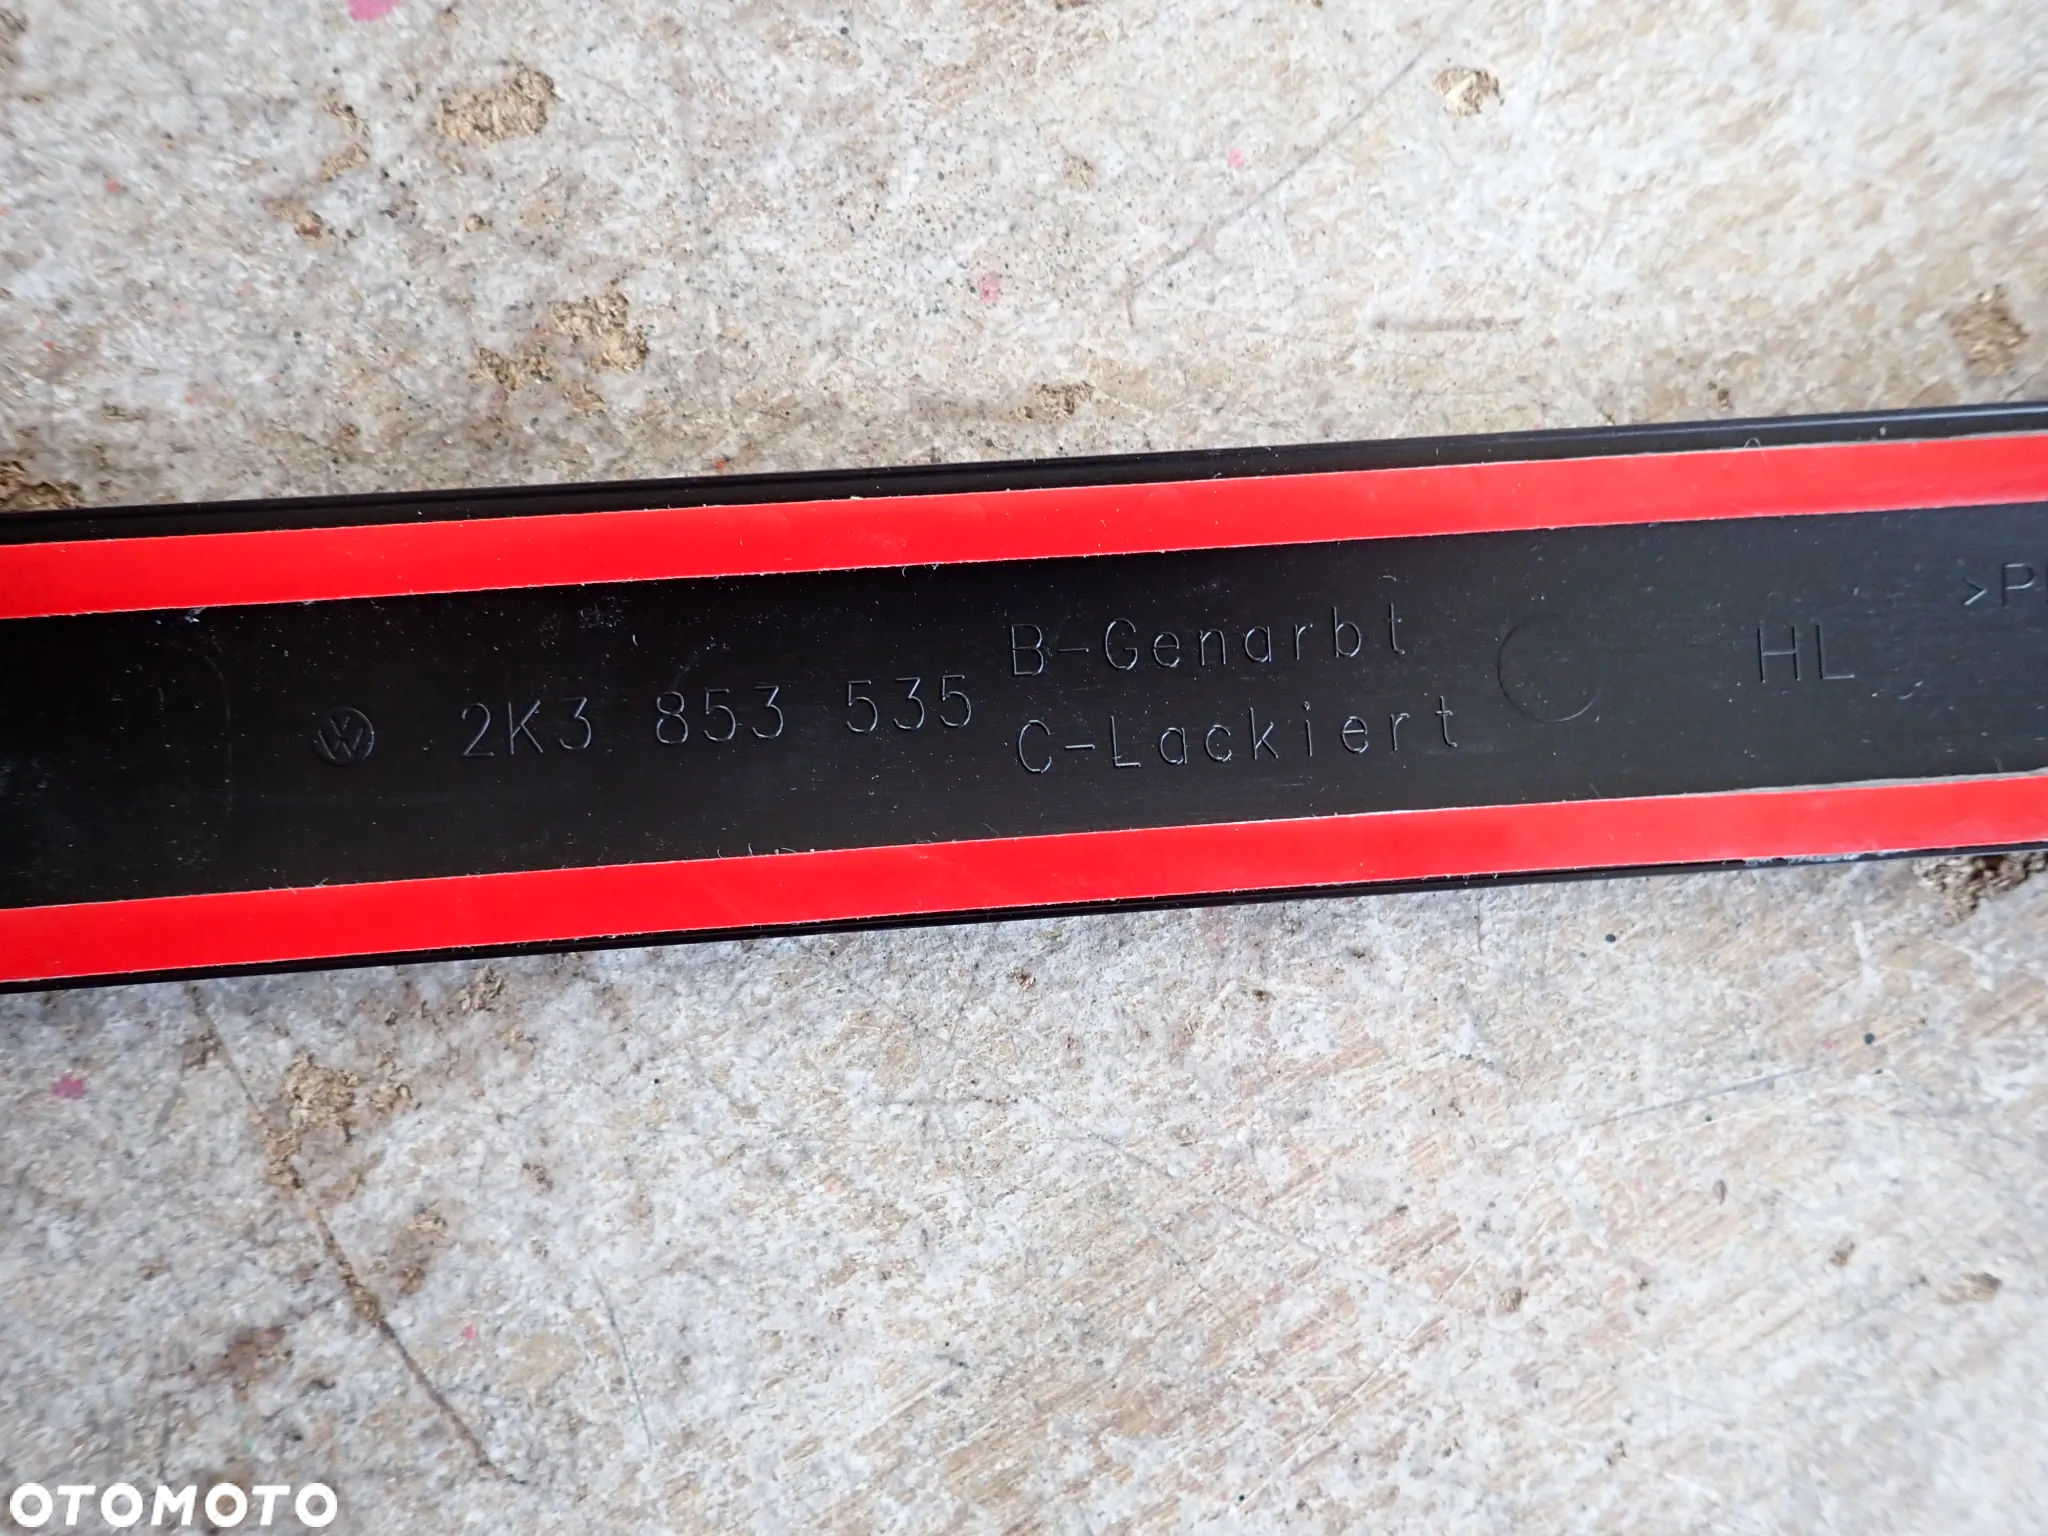 2K3 853 535
B-Genarbt
C-Lackiert
HL
>P
OTOMOTO